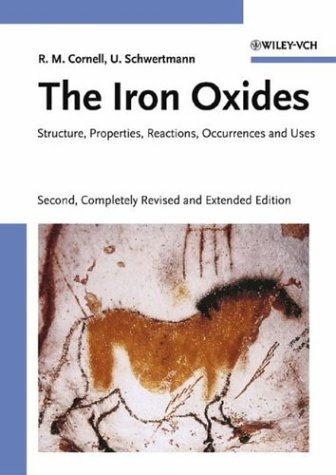 R. M. Cornell, U. Schwertmann
WILEY-VCH
The Iron Oxides
Structure, Properties, Reactions, Occurrences and Uses
Second, Completely Revised and Extended Edition